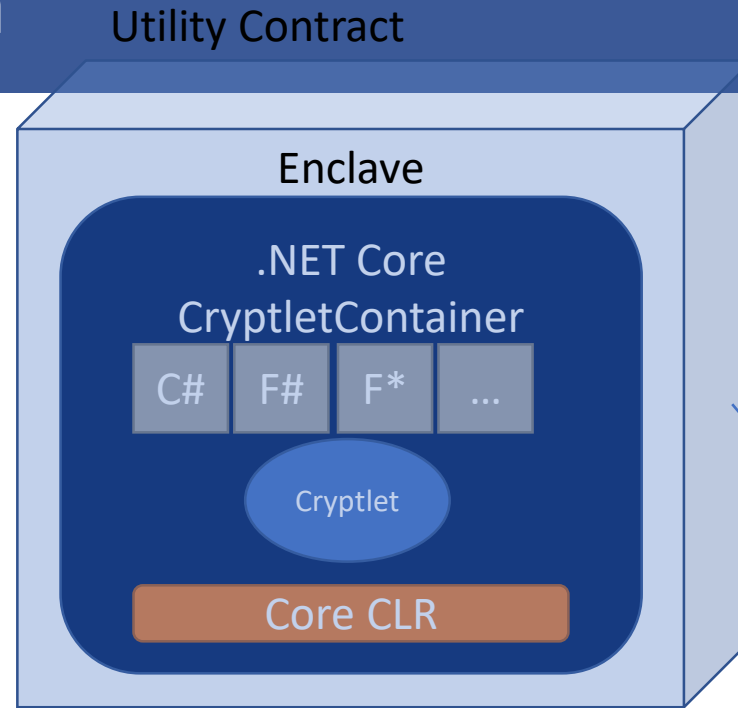 Utility Contract
Enclave
.NET Core
CryptletContainer
C# F# F* ...
Cryptlet
Core CLR